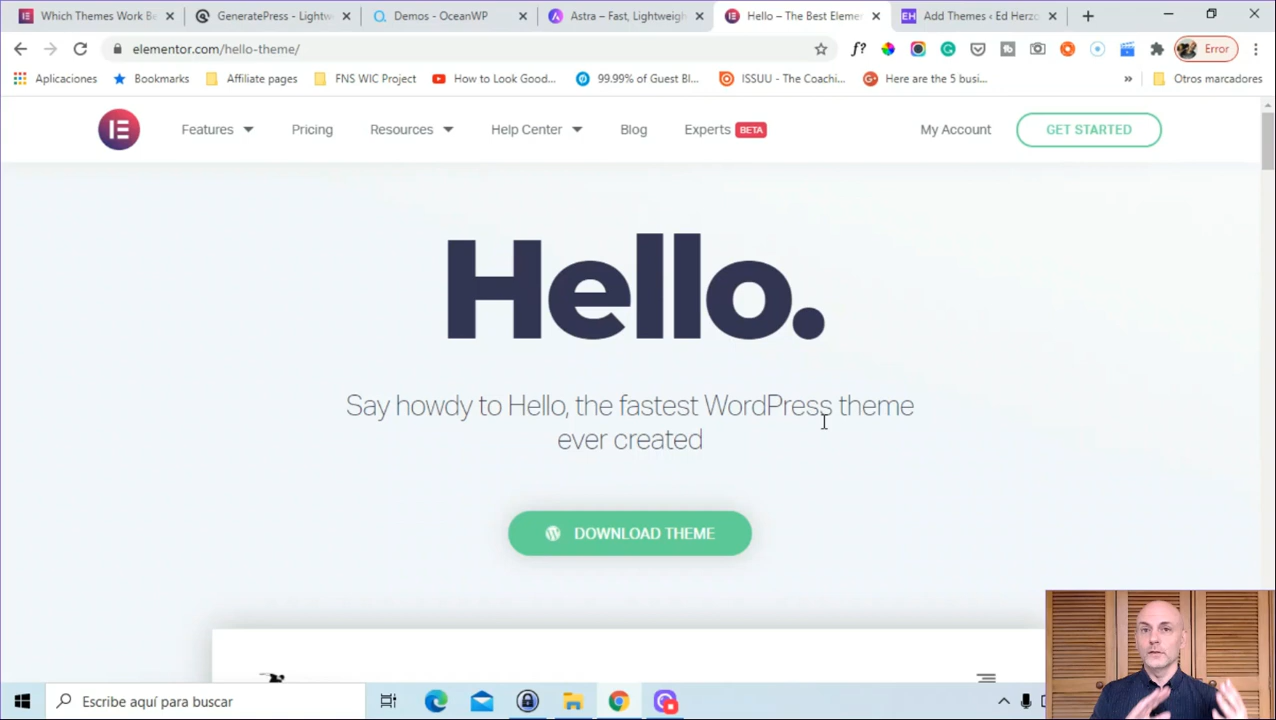 Which Themes Work Be
GeneratePress - Lightw
Demos - OceanWP
Astra – Fast, Lightweigh
Hello – The Best Eleme
EH
Add Themes ‹ Ed Herzo
elementor.com/hello-theme/
f?
Error
Aplicaciones
Bookmarks
Affiliate pages
FNS WIC Project
How to Look Good...
99.99% of Guest Bl...
ISSUU - The Coachi...
Here are the 5 busi...
»
Otros marcadores
Features
Pricing
Resources
Help Center
Blog
Experts BETA
My Account
GET STARTED
Hello.
Say howdy to Hello, the fastest WordPress theme
ever created
DOWNLOAD THEME
Escribe aquí para buscar